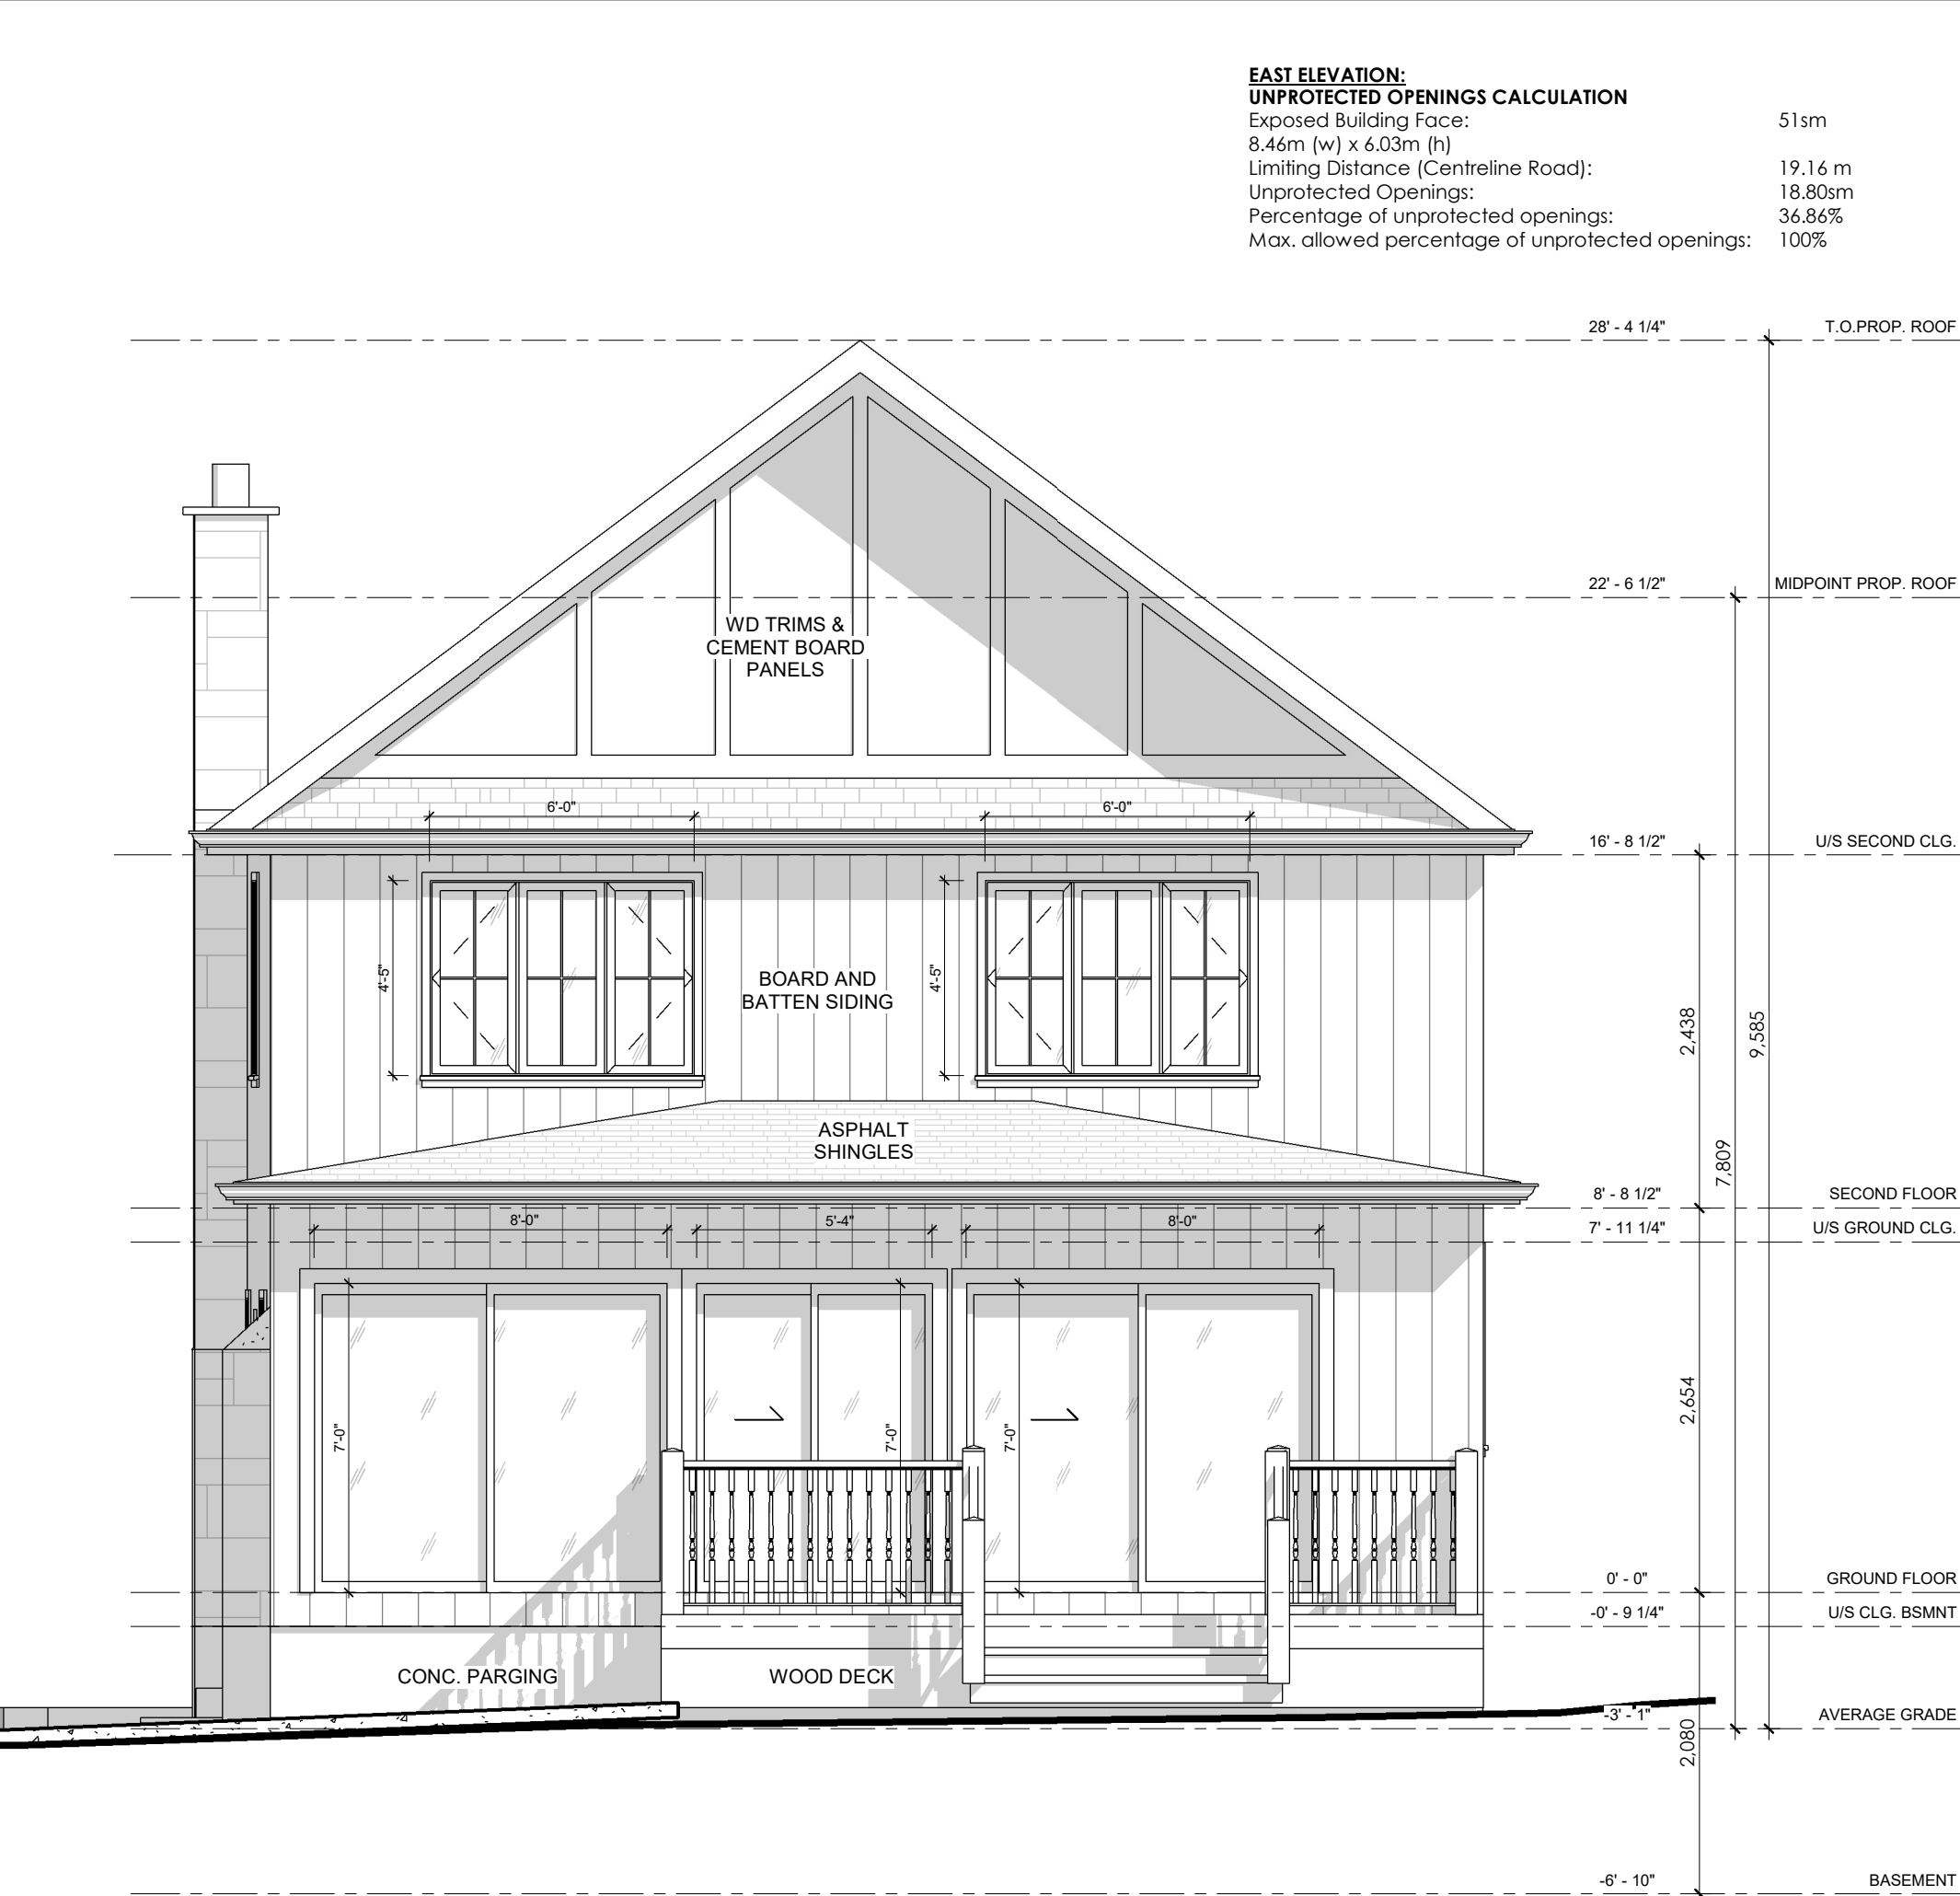 EAST ELEVATION:
UNPROTECTED OPENINGS CALCULATION
Exposed Building Face: 51sm
8.46m (w) x 6.03m (h)
Limiting Distance (Centreline Road): 19.16 m
Unprotected Openings: 18.80sm
Percentage of unprotected openings: 36.86%
Max. allowed percentage of unprotected openings: 100%
28' - 4 1/4" T.O.PROP. ROOF
22' - 6 1/2" MIDPOINT PROP. ROOF
WD TRIMS &
CEMENT BOARD
PANELS
6'-0" 6'-0"
16' - 8 1/2" U/S SECOND CLG.
4'-5" 4'-5"
BOARD AND
BATTEN SIDING
2,438
9,585
ASPHALT
SHINGLES
7,809
8' - 8 1/2" SECOND FLOOR
8'-0" 5'-4" 8'-0"
7' - 11 1/4" U/S GROUND CLG.
7'-0" 7'-0" 7'-0"
2,654
0' - 0" GROUND FLOOR
-0' - 9 1/4" U/S CLG. BSMNT
CONC. PARGING WOOD DECK
-3' - 1" AVERAGE GRADE
2,080
-6' - 10" BASEMENT